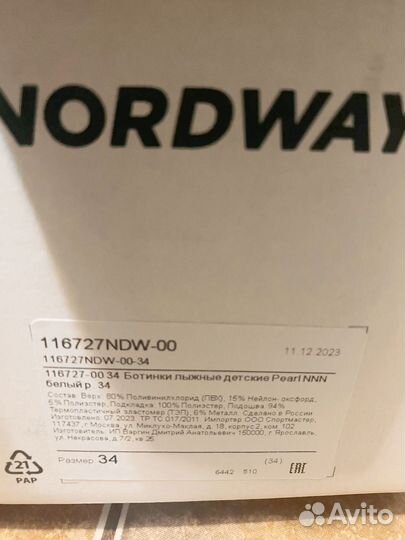 NORDWAY
116727NDW-00
11.12.2023
116727NDW-00-34
116727-00 34 Ботинки лыжные детские Pearl NNN
белый р. 34
Состав: Верх: 80% Поливинилхлорид (ПВХ), 15% Нейлон-оксфорд,
5% Полиэстер, Подкладка: 100% Полиэстер, Подошва: 94%
Термопластичный эластомер (ТЭП), 6% Металл Сделано в России
Изготовлено: 07.2023. ТР ТС 017/2011. Импортер ООО Спортмастер,
117437, г. Москва, ул. Миклухо-Маклая, д. 18, корпус 2, ком. 102
Изготовитель: ИП Варгин Дмитрий Анатольевич 150000, г. Ярославль,
ул. Некрасова, д. 7/2, кв. 25
Размер 34
(34)
6442 510
EAC
21
PAP
Avito